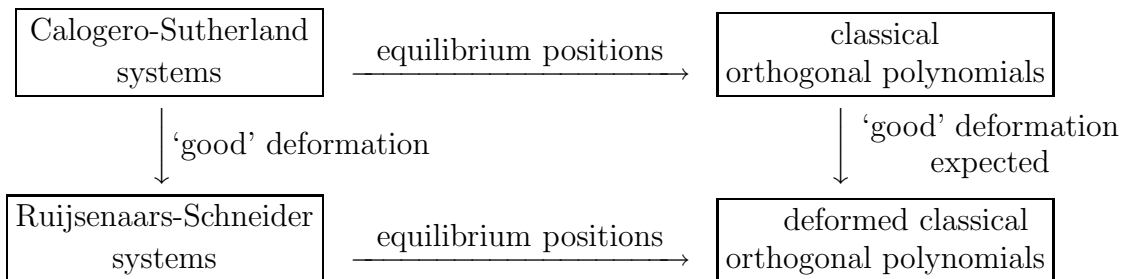 Calogero-Sutherland
systems
equilibrium positions
classical
orthogonal polynomials
'good' deformation
'good' deformation
expected
Ruijsenaars-Schneider
systems
equilibrium positions
deformed classical
orthogonal polynomials